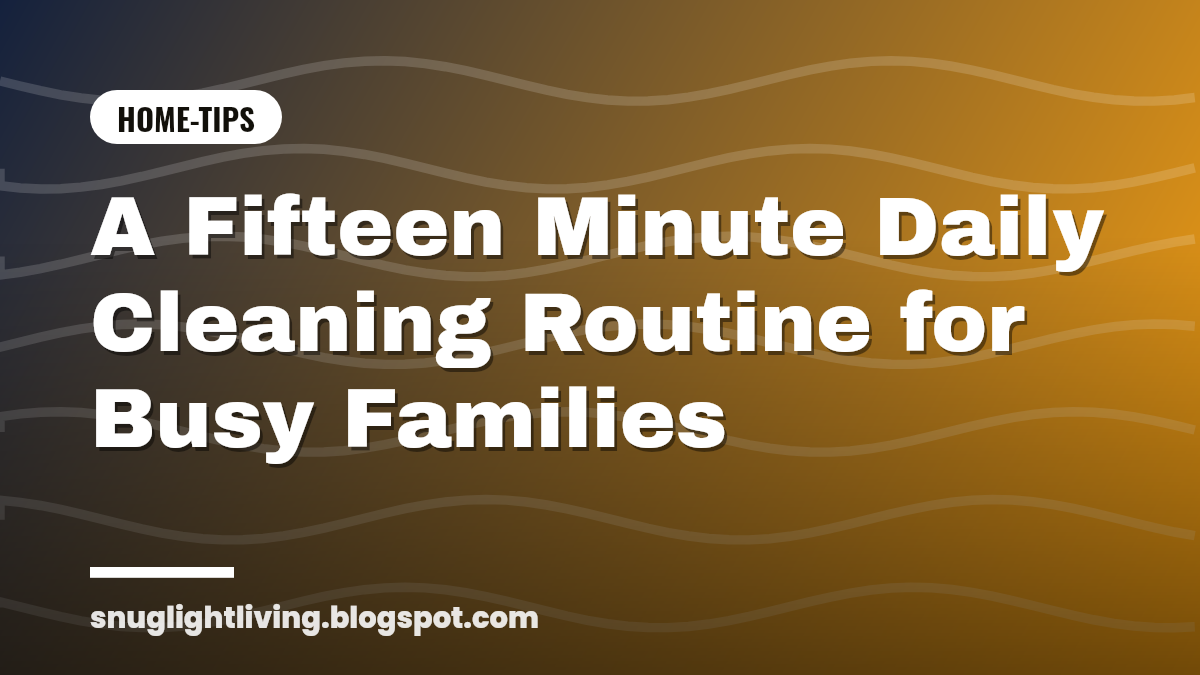 HOME-TIPS
A Fifteen Minute Daily
Cleaning Routine for
Busy Families
snuglightliving.blogspot.com